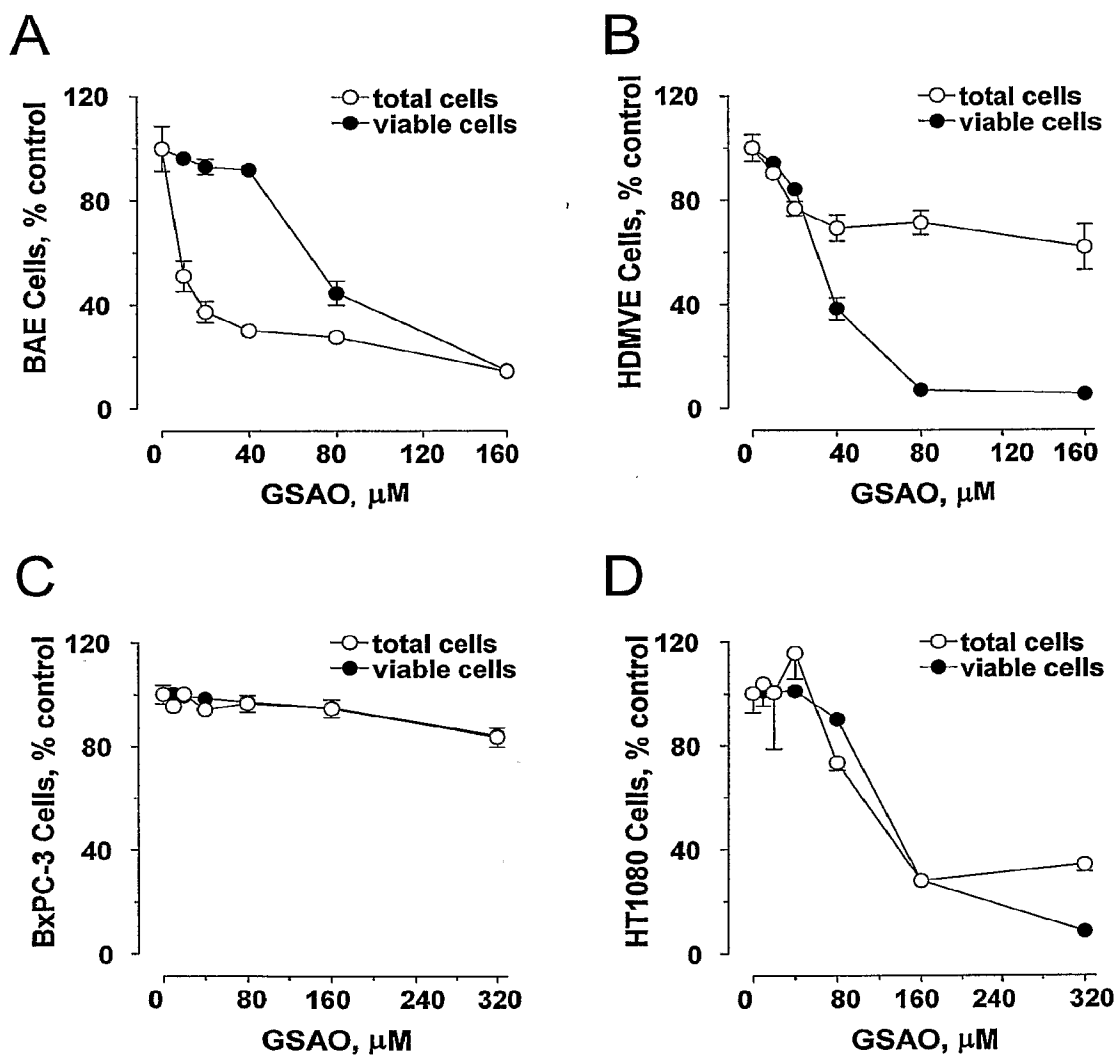 A
BAE Cells, % control
120
80
40
0
total cells
viable cells
0 40 80 120 160
GSAO, μM
B
HDMVE Cells, % control
120
80
40
0
total cells
viable cells
0 40 80 120 160
GSAO, μM
C
BxPC-3 Cells, % control
120
80
40
0
total cells
viable cells
0 80 160 240 320
GSAO, μM
D
HT1080 Cells, % control
120
80
40
0
total cells
viable cells
0 80 160 240 320
GSAO, μM